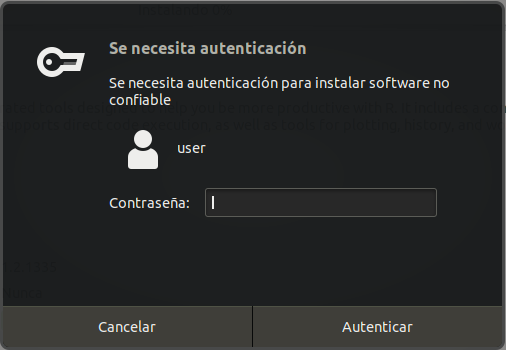 Se necesita autenticación
Se necesita autenticación para instalar software no
confiable
user
Contraseña:
Cancelar
Autenticar